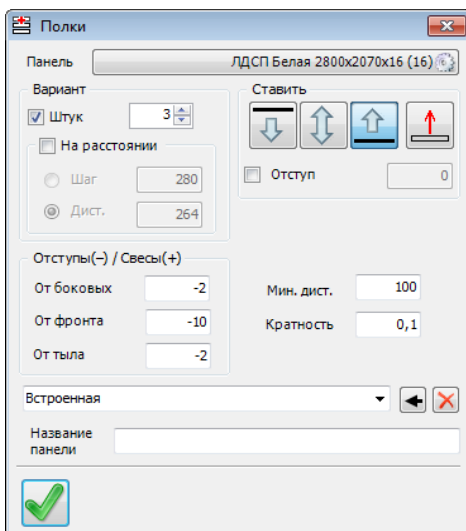 Полки
Панель ЛДСП Белая 2800x2070x16 (16)
Вариант
Штук 3
На расстоянии
Шаг 280
Дист. 264
Ставить
Отступ 0
Отступы(−) / Свесы(+)
От боковых -2
От фронта -10
От тыла -2
Мин. дист. 100
Кратность 0,1
Встроенная
Название
панели